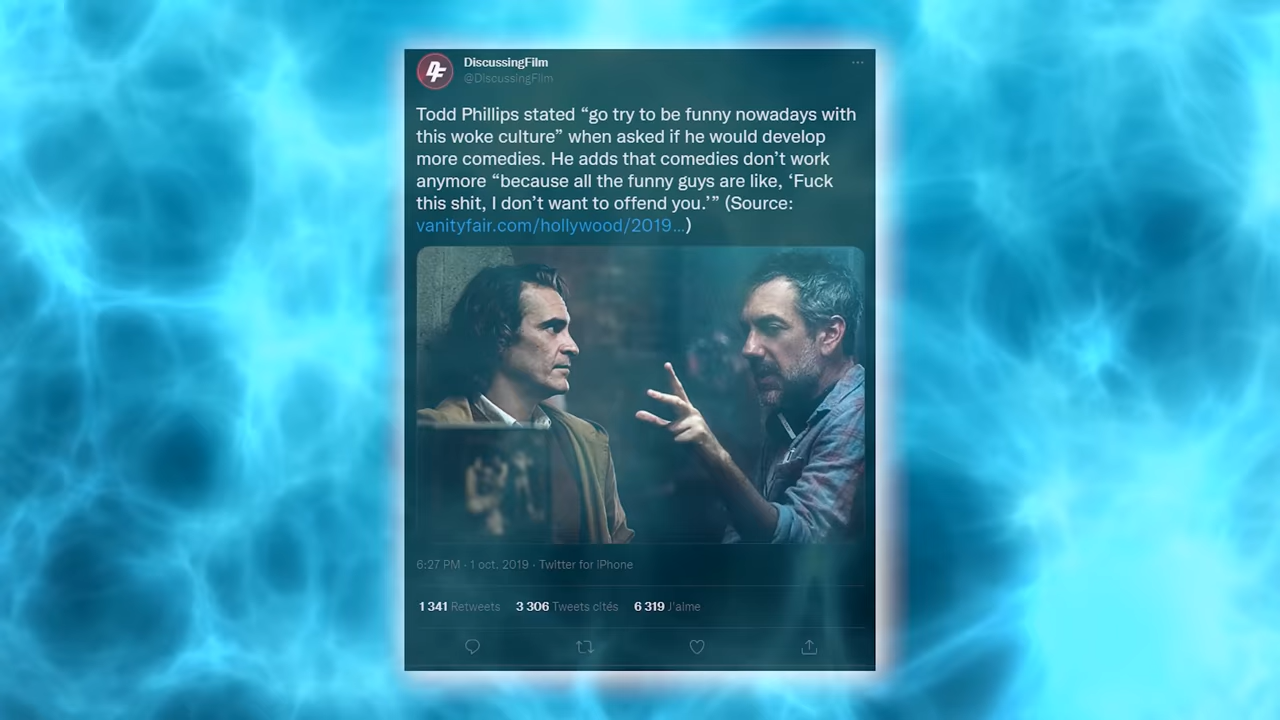 DF
DiscussingFilm
@DiscussingFilm
Todd Phillips stated “go try to be funny nowadays with
this woke culture” when asked if he would develop
more comedies. He adds that comedies don’t work
anymore “because all the funny guys are like, ‘Fuck
this shit, I don’t want to offend you.’” (Source:
vanityfair.com/hollywood/2019...)
6:27 PM · 1 oct. 2019 · Twitter for iPhone
1 341 Retweets 3 306 Tweets cités 6 319 J'aime